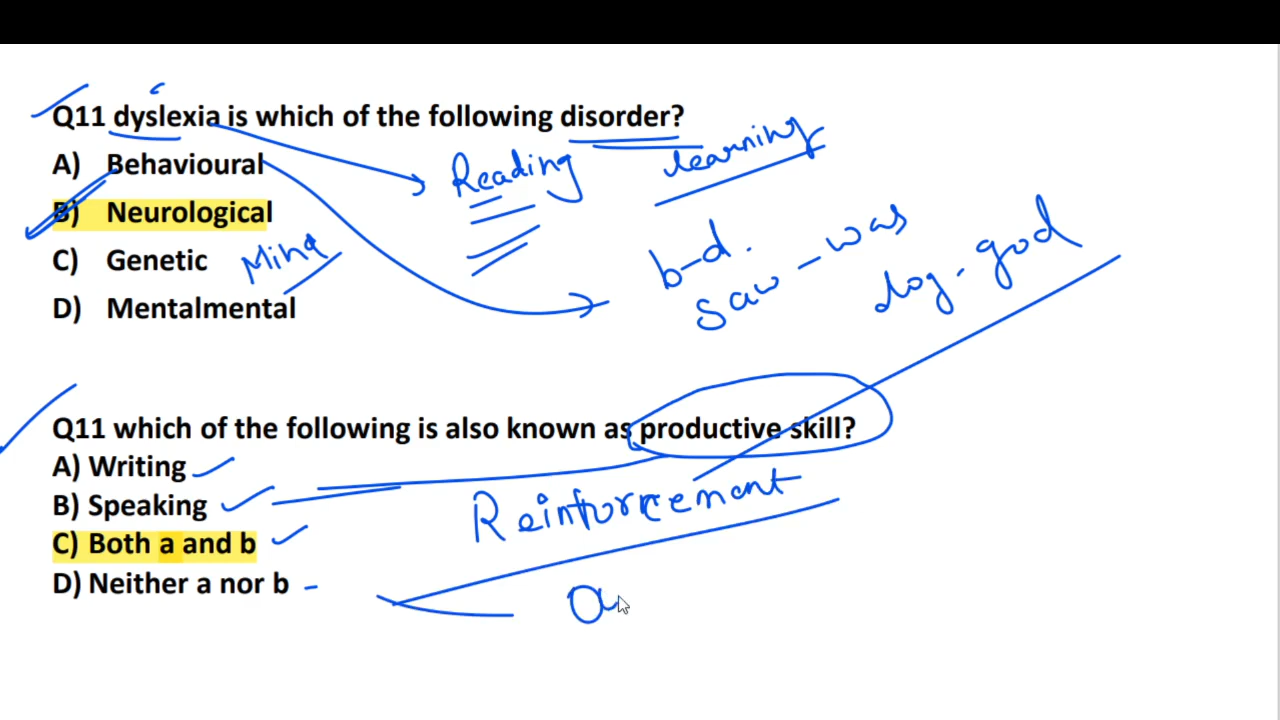 Q11 dyslexia is which of the following disorder?
A) Behavioural
Reading
learning
B) Neurological
C) Genetic
Mind
b-d.
saw - was
dog - god
D) Mentalmental
Q11 which of the following is also known as productive skill?
A) Writing
B) Speaking
Reinforcement
C) Both a and b
D) Neither a nor b